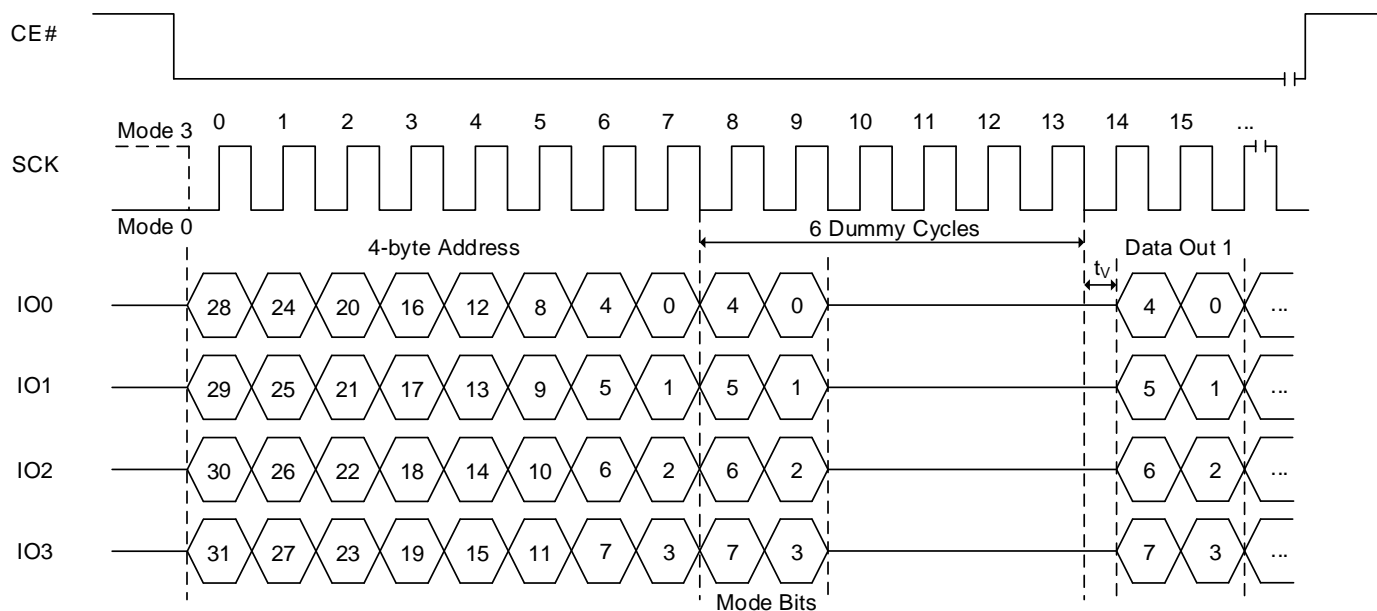 CE#
Mode 3
0 1 2 3 4 5 6 7 8 9 10 11 12 13 14 15 ...
SCK
Mode 0
6 Dummy Cycles
4-byte Address
Data Out 1
tV
IO0 28 24 20 16 12 8 4 0 4 0 4 0 ...
IO1 29 25 21 17 13 9 5 1 5 1 5 1 ...
IO2 30 26 22 18 14 10 6 2 6 2 6 2 ...
IO3 31 27 23 19 15 11 7 3 7 3 7 3 ...
Mode Bits